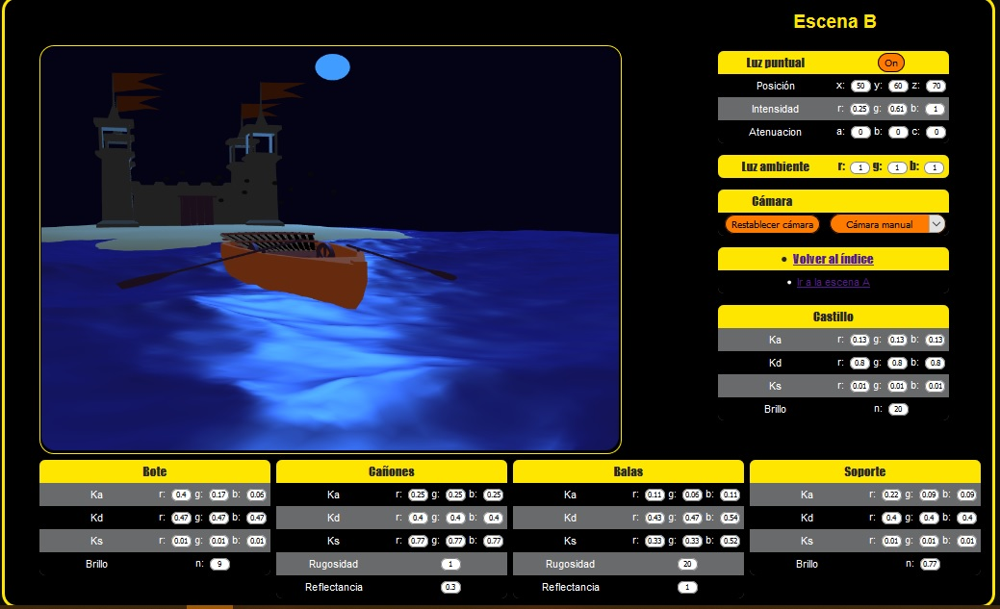 Escena B
Luz puntual On
Posición x: 50 y: 60 z: 70
Intensidad r: 0.25 g: 0.61 b: 1
Atenuacion a: 0 b: 0 c: 0
Luz ambiente r: 1 g: 1 b: 1
Cámara
Restablecer cámara Cámara manual
Volver al índice
Ir a la escena A
Castillo
Ka r: 0.13 g: 0.13 b: 0.13
Kd r: 0.8 g: 0.8 b: 0.8
Ks r: 0.01 g: 0.01 b: 0.01
Brillo n: 20
Bote
Ka r: 0.4 g: 0.17 b: 0.06
Kd r: 0.47 g: 0.47 b: 0.47
Ks r: 0.01 g: 0.01 b: 0.01
Brillo n: 9
Cañones
Ka r: 0.25 g: 0.25 b: 0.25
Kd r: 0.4 g: 0.4 b: 0.4
Ks r: 0.77 g: 0.77 b: 0.77
Rugosidad 1
Reflectancia 0.3
Balas
Ka r: 0.11 g: 0.06 b: 0.11
Kd r: 0.43 g: 0.47 b: 0.54
Ks r: 0.33 g: 0.33 b: 0.52
Rugosidad 20
Reflectancia 1
Soporte
Ka r: 0.22 g: 0.09 b: 0.09
Kd r: 0.4 g: 0.4 b: 0.4
Ks r: 0.01 g: 0.01 b: 0.01
Brillo n: 0.77